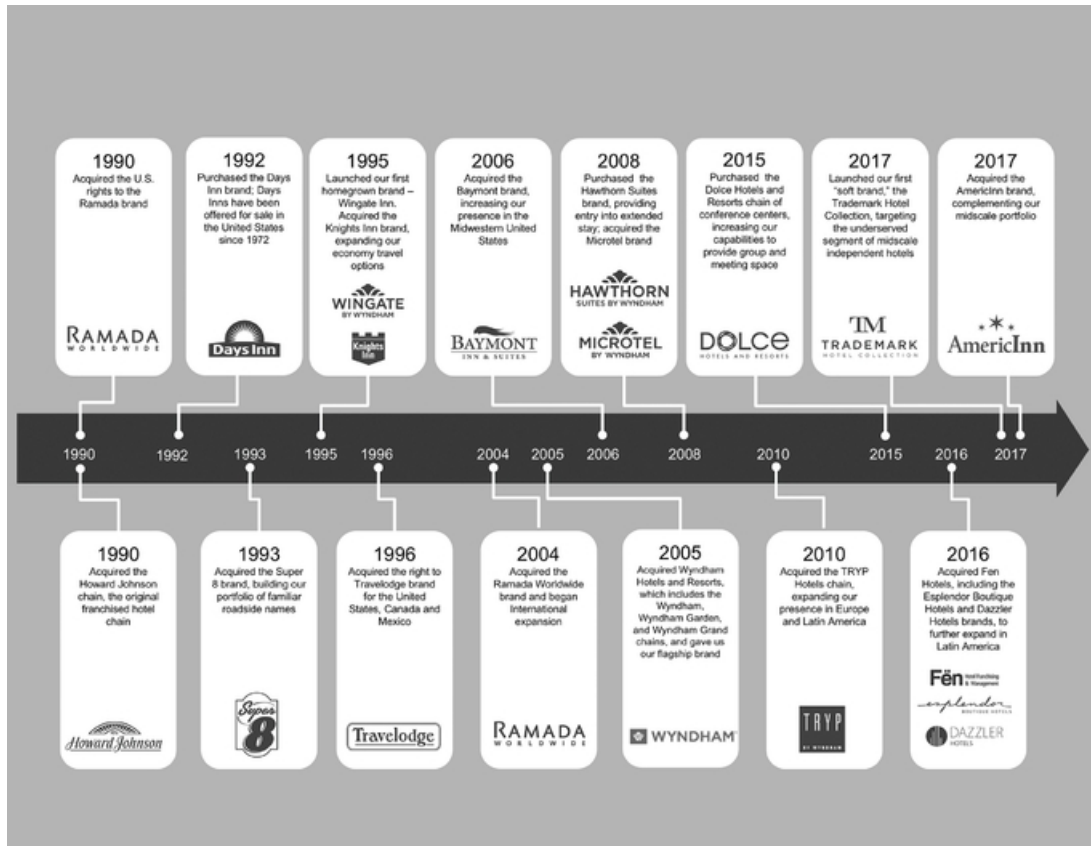 1990
Acquired the U.S.
rights to the
Ramada brand
RAMADA
WORLDWIDE
1992
Purchased the Days
Inn brand; Days
Inns have been
offered for sale in
the United States
since 1972
Days Inn
1995
Launched our first
homegrown brand –
Wingate Inn.
Acquired the
Knights Inn brand,
expanding our
economy travel
options
WINGATE
BY WYNDHAM
Knights
Inn
2006
Acquired the
Baymont brand,
increasing our
presence in the
Midwestern United
States
BAYMONT
INN & SUITES
2008
Purchased the
Hawthorn Suites
brand, providing
entry into extended
stay; acquired the
Microtel brand
HAWTHORN
SUITES BY WYNDHAM
MICROTEL
BY WYNDHAM
2015
Purchased the
Dolce Hotels and
Resorts chain of
conference centers,
increasing our
capabilities to
provide group and
meeting space
DOLCE
HOTELS AND RESORTS
2017
Launched our first
"soft brand," the
Trademark Hotel
Collection, targeting
the underserved
segment of midscale
independent hotels
TM
TRADEMARK
HOTEL COLLECTION
2017
Acquired the
AmericInn brand,
complementing our
midscale portfolio
AmericInn
1990 1992 1993 1995 1996 2004 2005 2006 2008 2010 2015 2016 2017
1990
Acquired the
Howard Johnson
chain, the original
franchised hotel
chain
Howard Johnson
1993
Acquired the Super
8 brand, building our
portfolio of familiar
roadside names
Super
8
1996
Acquired the right to
Travelodge brand
for the United
States, Canada and
Mexico
Travelodge
2004
Acquired the
Ramada Worldwide
brand and began
International
expansion
RAMADA
WORLDWIDE
2005
Acquired Wyndham
Hotels and Resorts,
which includes the
Wyndham,
Wyndham Garden,
and Wyndham Grand
chains, and gave us
our flagship brand
WYNDHAM
2010
Acquired the TRYP
Hotels chain,
expanding our
presence in Europe
and Latin America
TRYP
BY WYNDHAM
2016
Acquired Fen
Hotels, including the
Esplendor Boutique
Hotels and Dazzler
Hotels brands, to
further expand in
Latin America
Fën Hotel Franchising
& Management
esplendor
BOUTIQUE HOTELS
DAZZLER
HOTELS